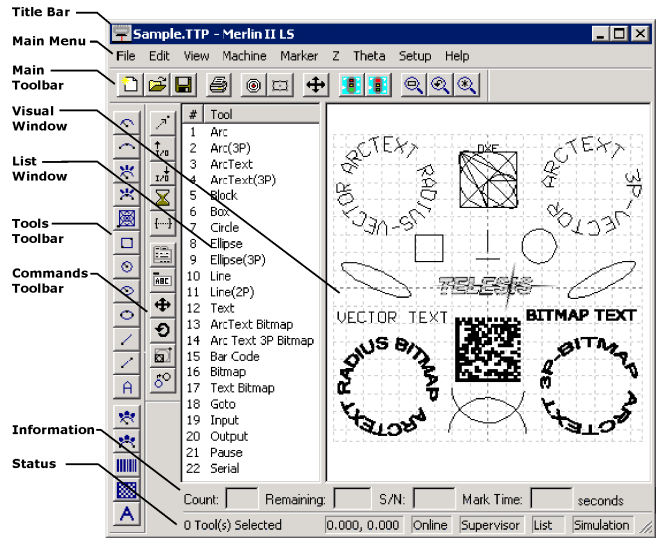 Title Bar
Sample.TTP - Merlin II LS
Main Menu
File Edit View Machine Marker Z Theta Setup Help
Main
Toolbar
Visual
Window
List
Window
Tools
Toolbar
Commands
Toolbar
Information
Status
I/O
I/O
ABC
A
A
# Tool
1 Arc
2 Arc(3P)
3 ArcText
4 ArcText(3P)
5 Block
6 Box
7 Circle
8 Ellipse
9 Ellipse(3P)
10 Line
11 Line(2P)
12 Text
13 ArcText Bitmap
14 Arc Text 3P Bitmap
15 Bar Code
16 Bitmap
17 Text Bitmap
18 Goto
19 Input
20 Output
21 Pause
22 Serial
RADIUS-VECTOR ARCTEXT
DXF
3P-VECTOR ARCTEXT
TELESIS
VECTOR TEXT
BITMAP TEXT
ARCTEXT RADIUS BITMAP
ARCTEXT 3P-BITMAP
Count: Remaining: S/N: Mark Time: seconds
0 Tool(s) Selected 0.000, 0.000 Online Supervisor List Simulation